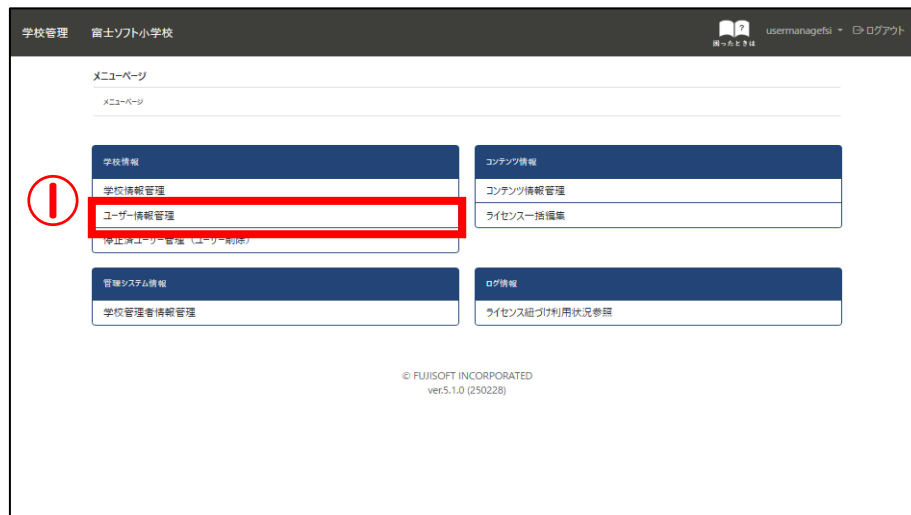 学校管理 富士ソフト小学校
困ったときは usermanagefsi ログアウト
メニューページ
メニューページ
学校情報
学校情報管理
①
ユーザー情報管理
停止済ユーザー管理（ユーザー削除）
コンテンツ情報
コンテンツ情報管理
ライセンス一括編集
管理システム情報
学校管理者情報管理
ログ情報
ライセンス紐づけ利用状況参照
© FUJISOFT INCORPORATED
ver.5.1.0 (250228)